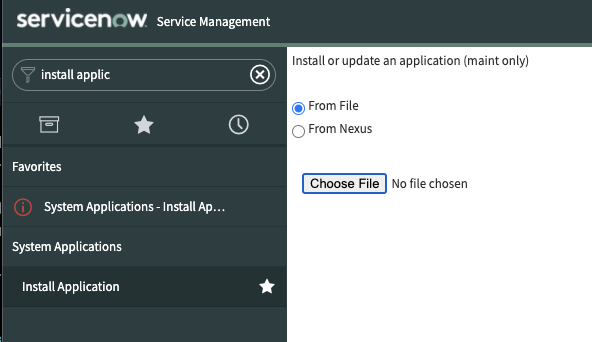 servicenow Service Management
install applic
Favorites
System Applications - Install Ap...
System Applications
Install Application
Install or update an application (maint only)
From File
From Nexus
Choose File No file chosen